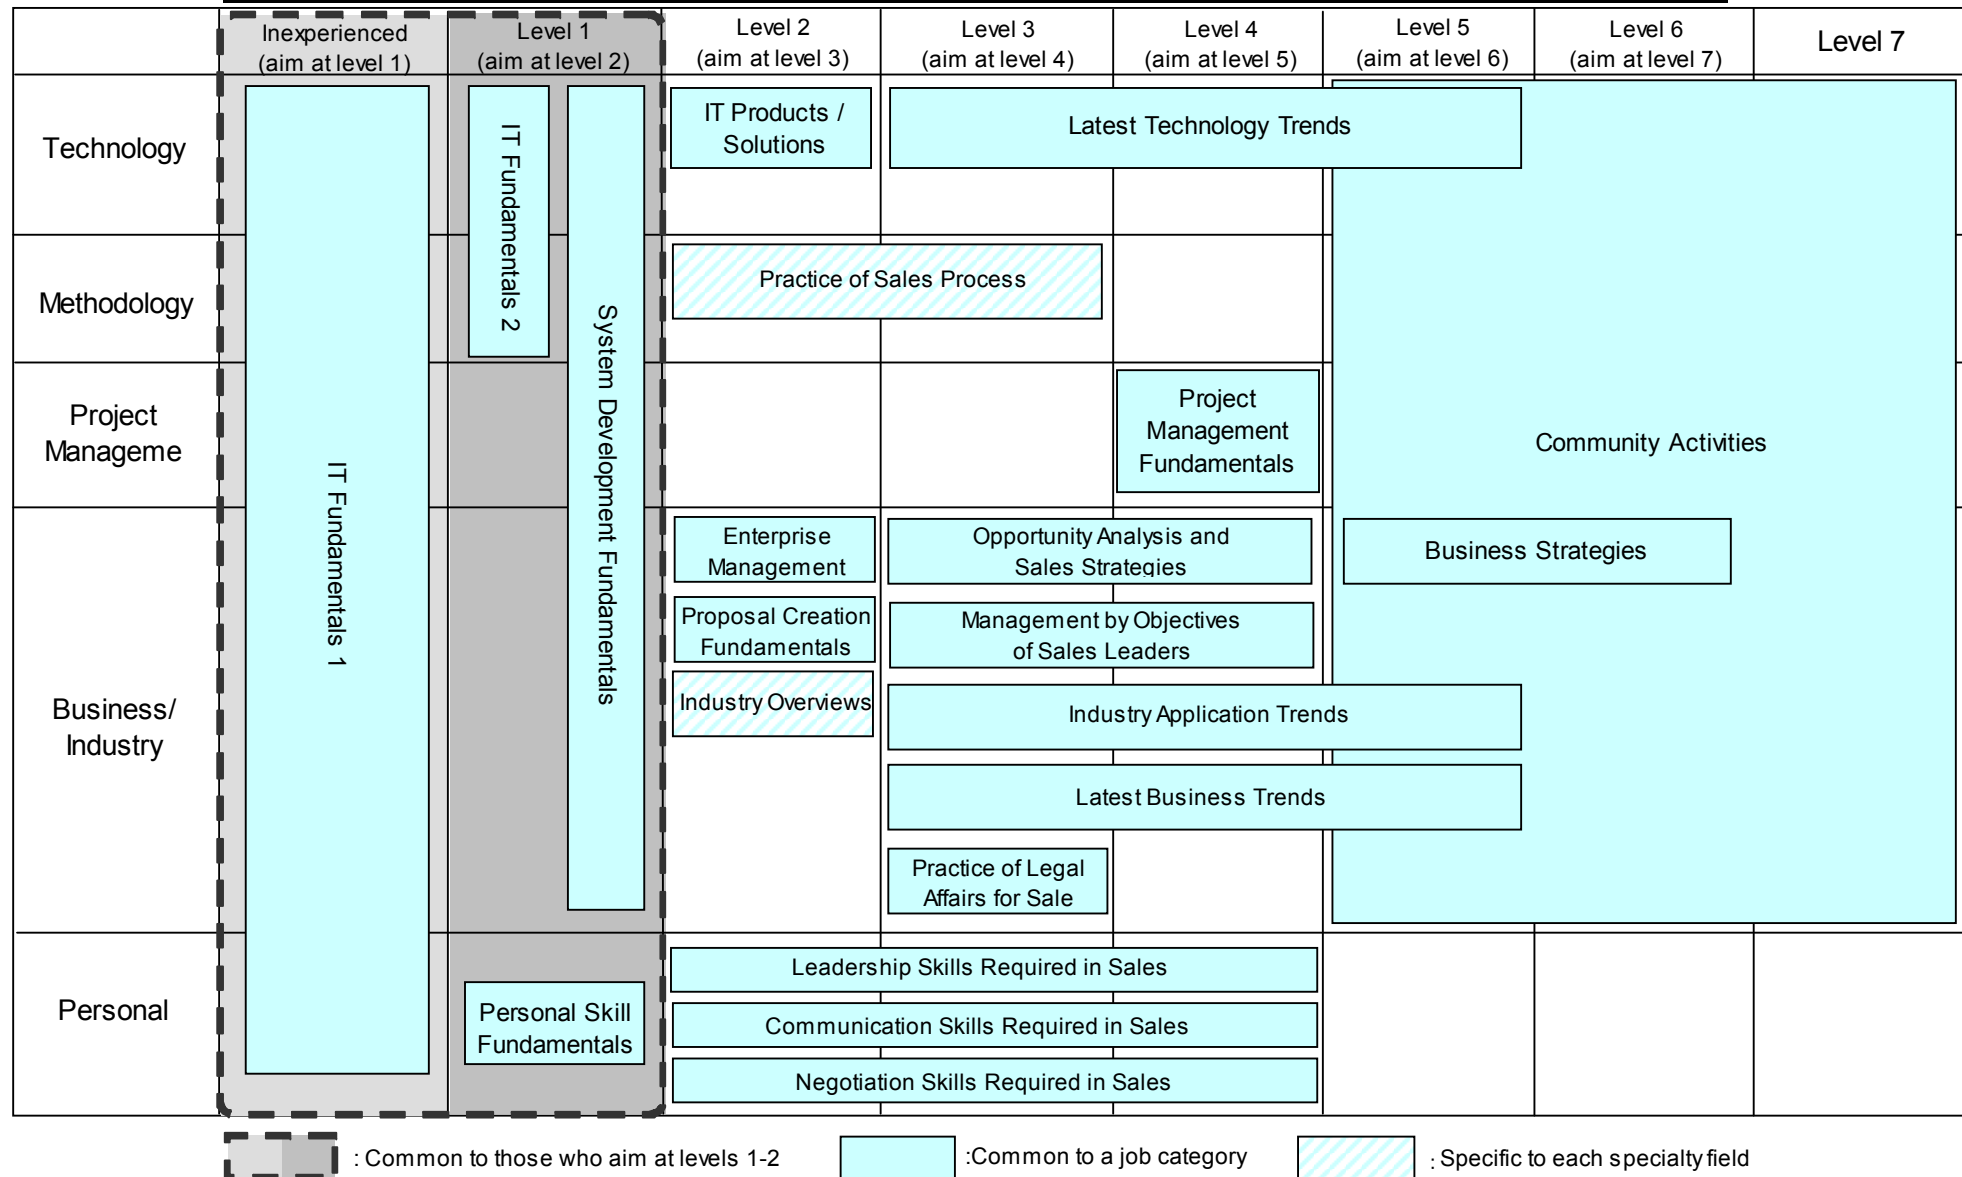 Inexperienced
(aim at level 1)
Level 1
(aim at level 2)
Level 2
(aim at level 3)
Level 3
(aim at level 4)
Level 4
(aim at level 5)
Level 5
(aim at level 6)
Level 6
(aim at level 7)
Level 7
Technology
Methodology
Project
Manageme
Business/
Industry
Personal
IT Fundamentals 1
IT Fundamentals 2
System Development Fundamentals
Personal Skill
Fundamentals
IT Products /
Solutions
Latest Technology Trends
Practice of Sales Process
Project
Management
Fundamentals
Community Activities
Enterprise
Management
Opportunity Analysis and
Sales Strategies
Business Strategies
Proposal Creation
Fundamentals
Management by Objectives
of Sales Leaders
Industry Overviews
Industry Application Trends
Latest Business Trends
Practice of Legal
Affairs for Sale
Leadership Skills Required in Sales
Communication Skills Required in Sales
Negotiation Skills Required in Sales
: Common to those who aim at levels 1-2
:Common to a job category
: Specific to each specialty field